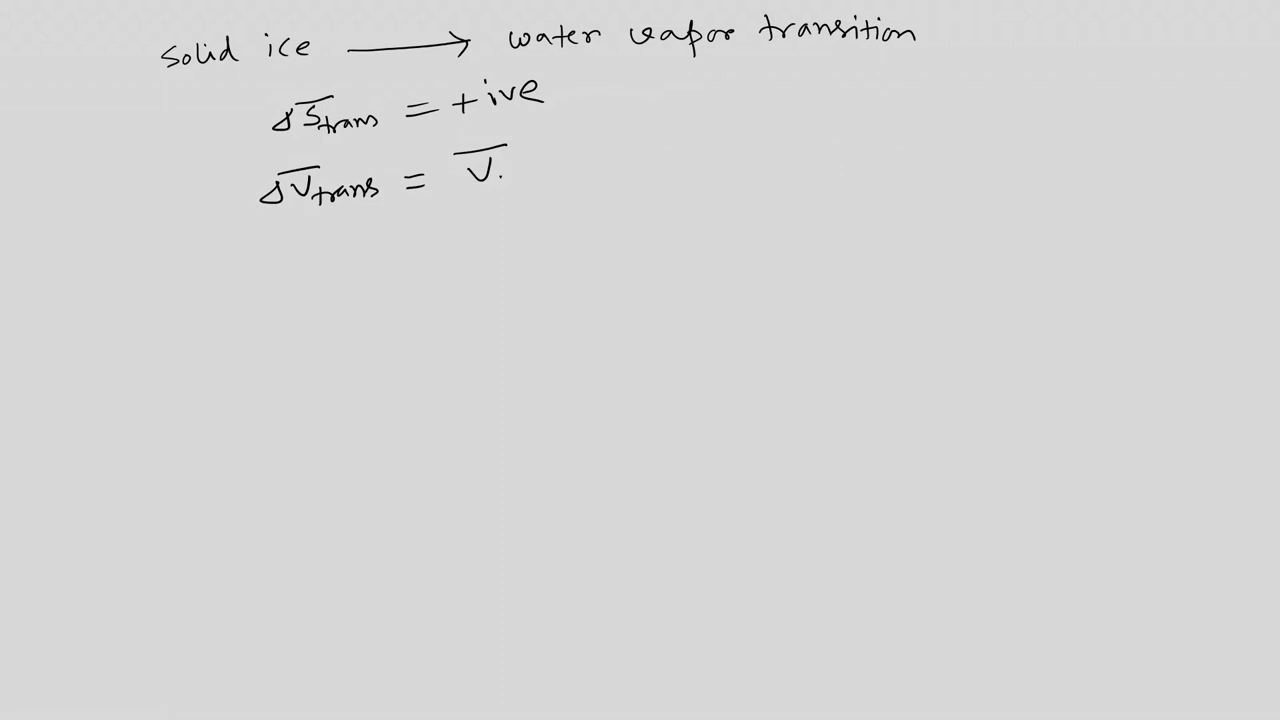 solid ice ⟶ water vapor transition
ΔS̅trans = +ive
ΔV̅trans = V̅.